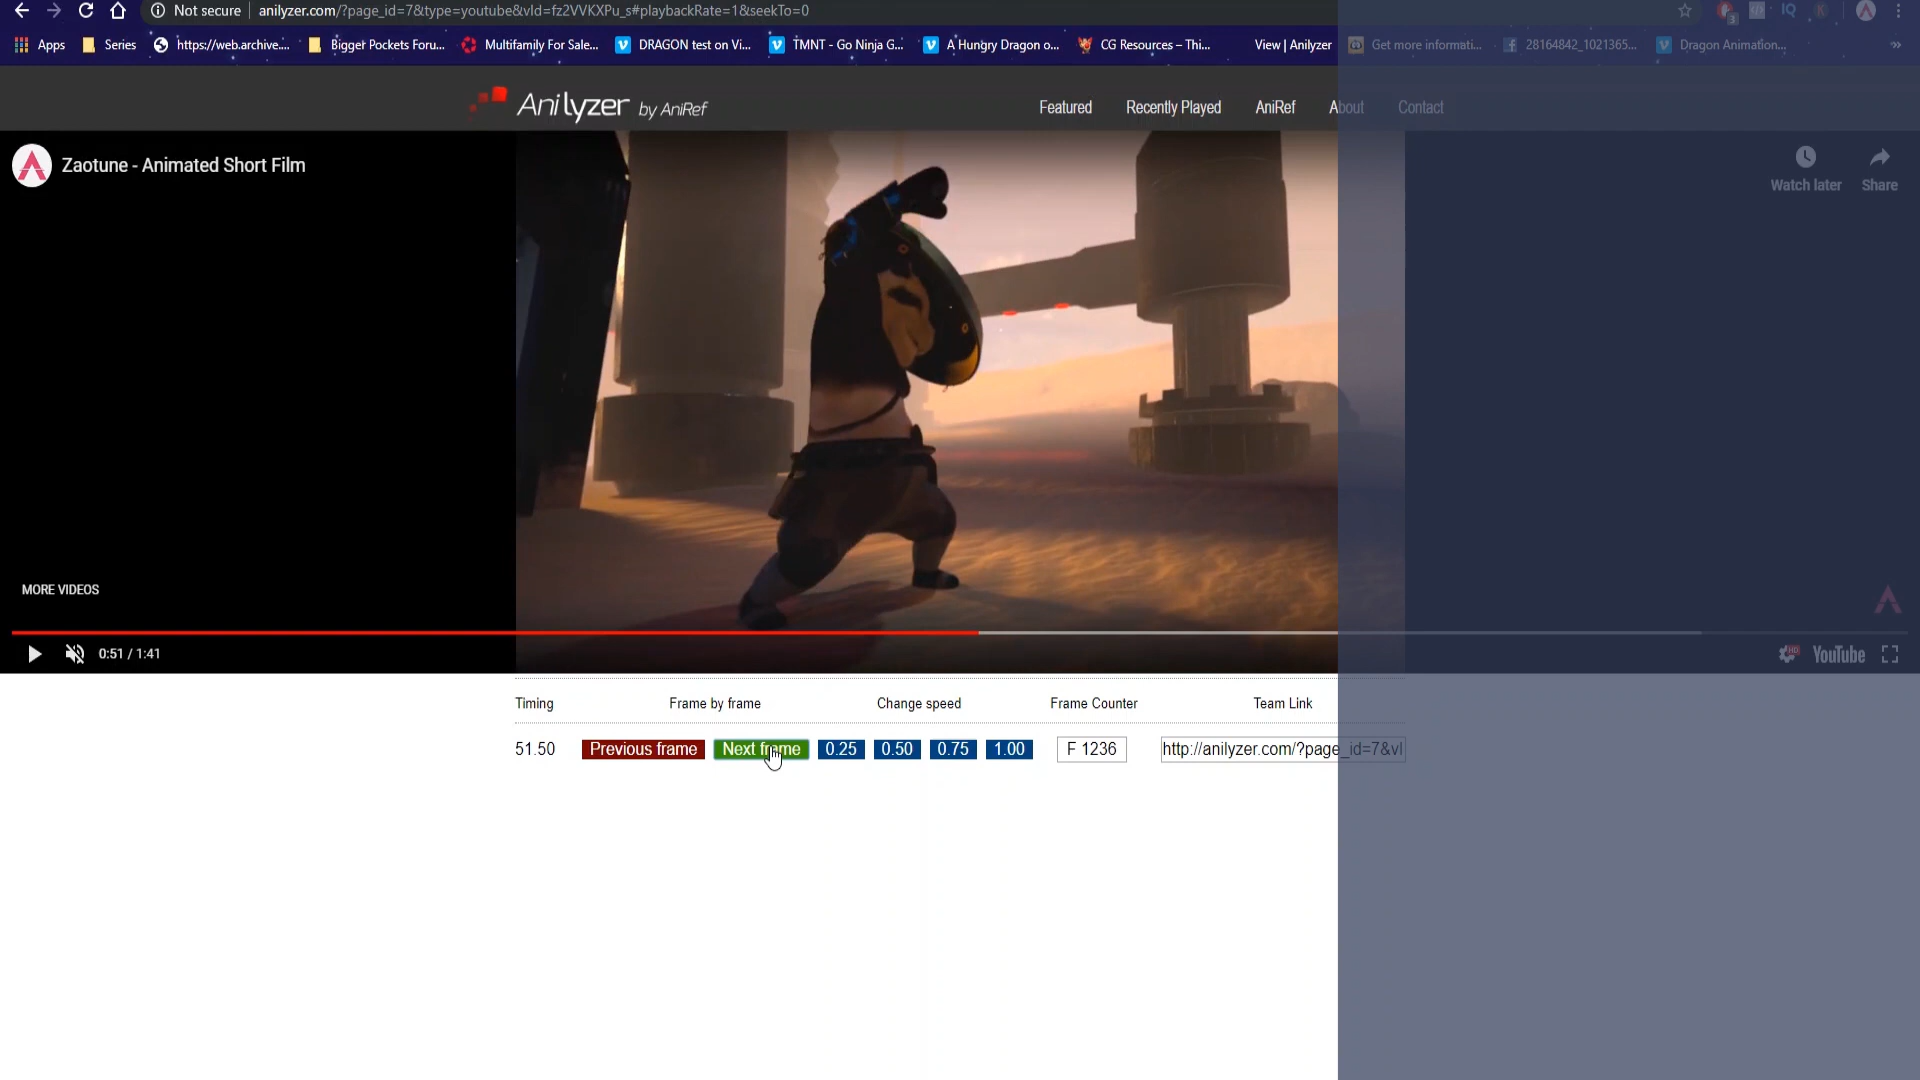 Not secure anilyzer.com/?page_id=7&type=youtube&vId=fz2VVKXPu_s#playbackRate=1&seekTo=0
Apps Series https://web.archive.... Bigger Pockets Foru... Multifamily For Sale... DRAGON test on Vi... TMNT - Go Ninja G... A Hungry Dragon o... CG Resources – Thi... View | Anilyzer Get more informati... 28164842_1021365... Dragon Animation... »
Anilyzer by AniRef Featured Recently Played AniRef About Contact
Zaotune - Animated Short Film
Watch later Share
MORE VIDEOS
0:51 / 1:41 HD YouTube
Timing Frame by frame Change speed Frame Counter Team Link
51.50 Previous frame Next frame 0.25 0.50 0.75 1.00 F 1236 http://anilyzer.com/?page_id=7&vI